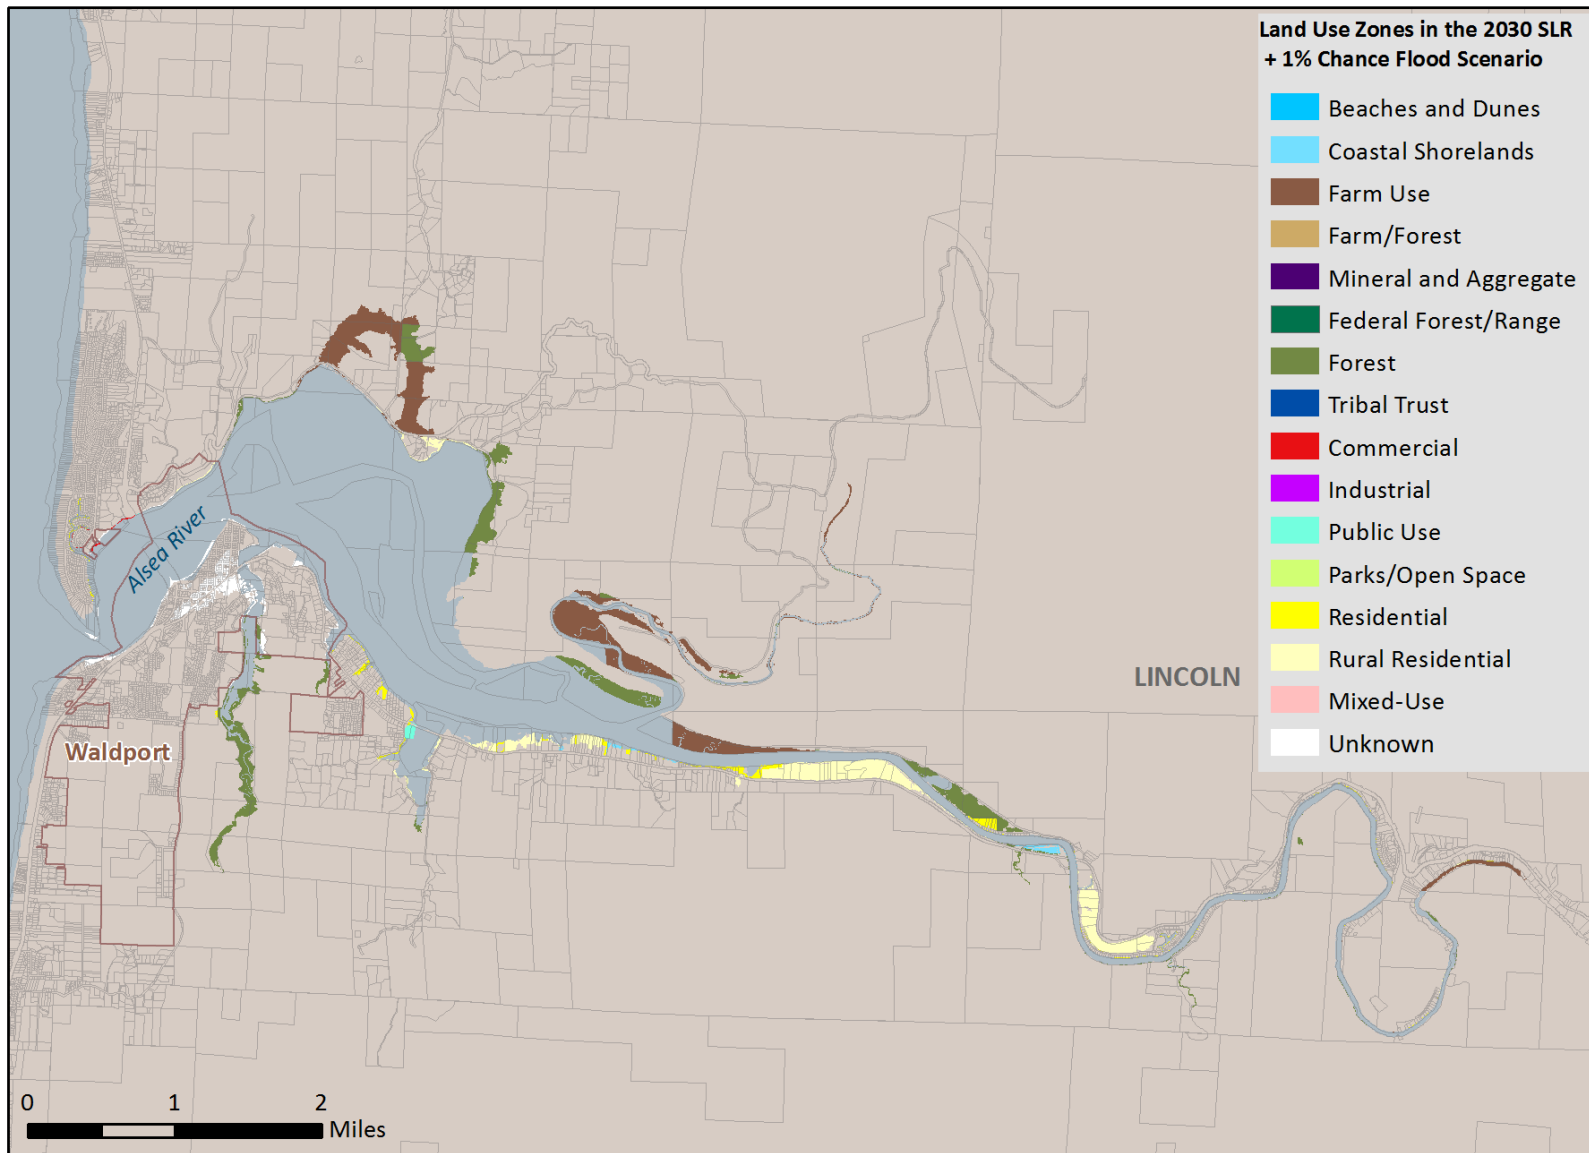 Land Use Zones in the 2030 SLR
+ 1% Chance Flood Scenario
Beaches and Dunes
Coastal Shorelands
Farm Use
Farm/Forest
Mineral and Aggregate
Federal Forest/Range
Forest
Tribal Trust
Commercial
Industrial
Public Use
Parks/Open Space
Residential
Rural Residential
Mixed-Use
Unknown
Alsea River
LINCOLN
Waldport
0 1 2
Miles